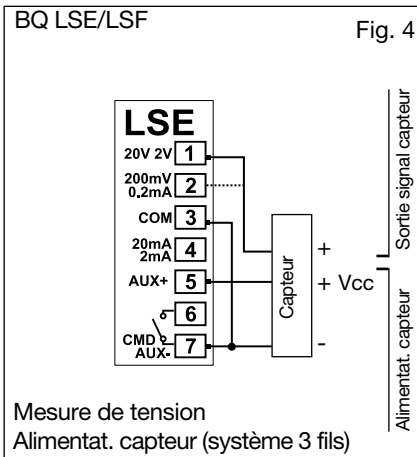 BQ LSE/LSF
Fig. 4
LSE
20V 2V 1
200mV
0,2mA 2
COM 3
20mA
2mA 4
AUX+ 5
6
CMD
AUX- 7
Capteur
+
+ Vcc
-
Sortie signal capteur
Alimentat. capteur
Mesure de tension
Alimentat. capteur (système 3 fils)